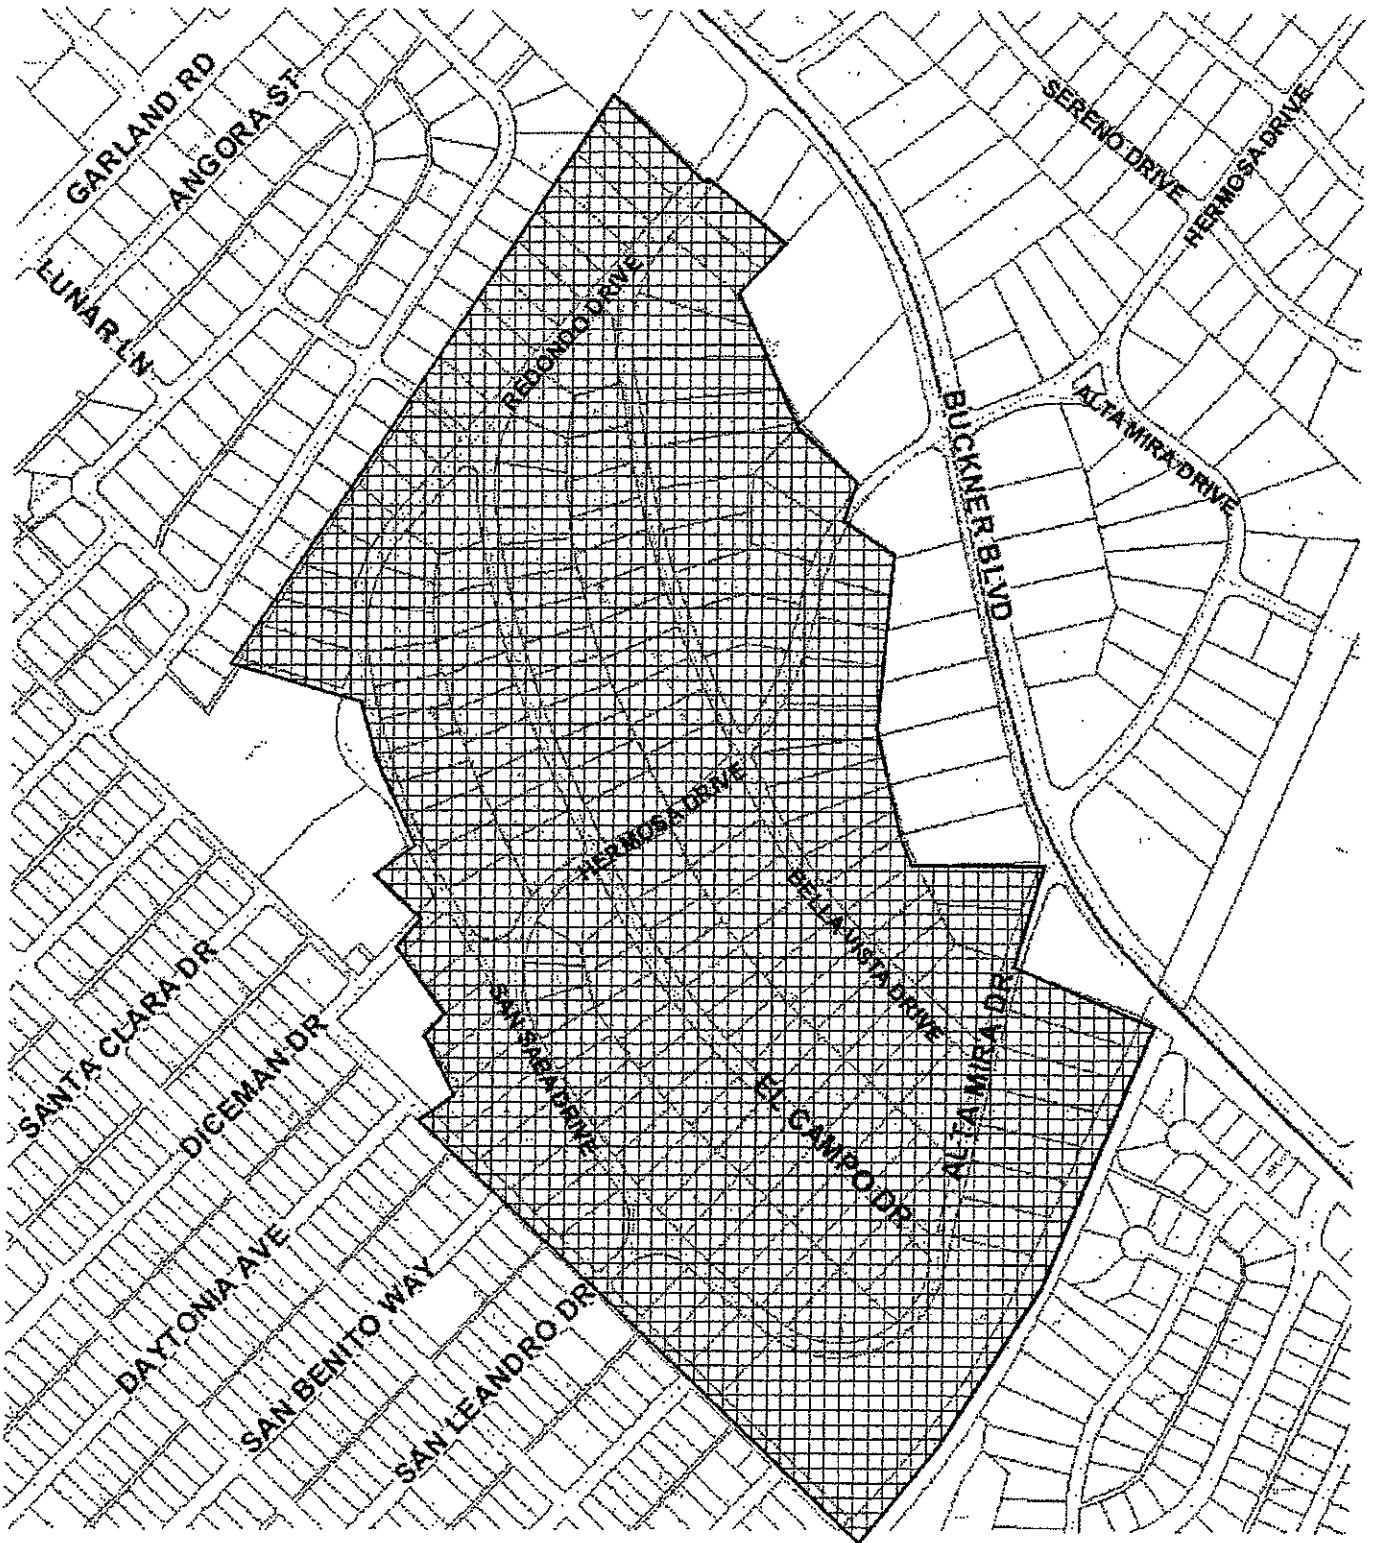 GARLAND RD
ANGORA ST
SERENO DRIVE
HERMOSA DRIVE
LUNAR LN
REDONDO DRIVE
BUCKNER BLVD
ALTA MIRA DRIVE
HERMOSA DRIVE
BELLA VISTA DRIVE
SANTA CLARA DR
DICEMAN DR
SAN SABA DRIVE
ALTA MIRA DR
EL CAMPO DR
DAYTONIA AVE
SAN BENITO WAY
SAN LEANDRO DR